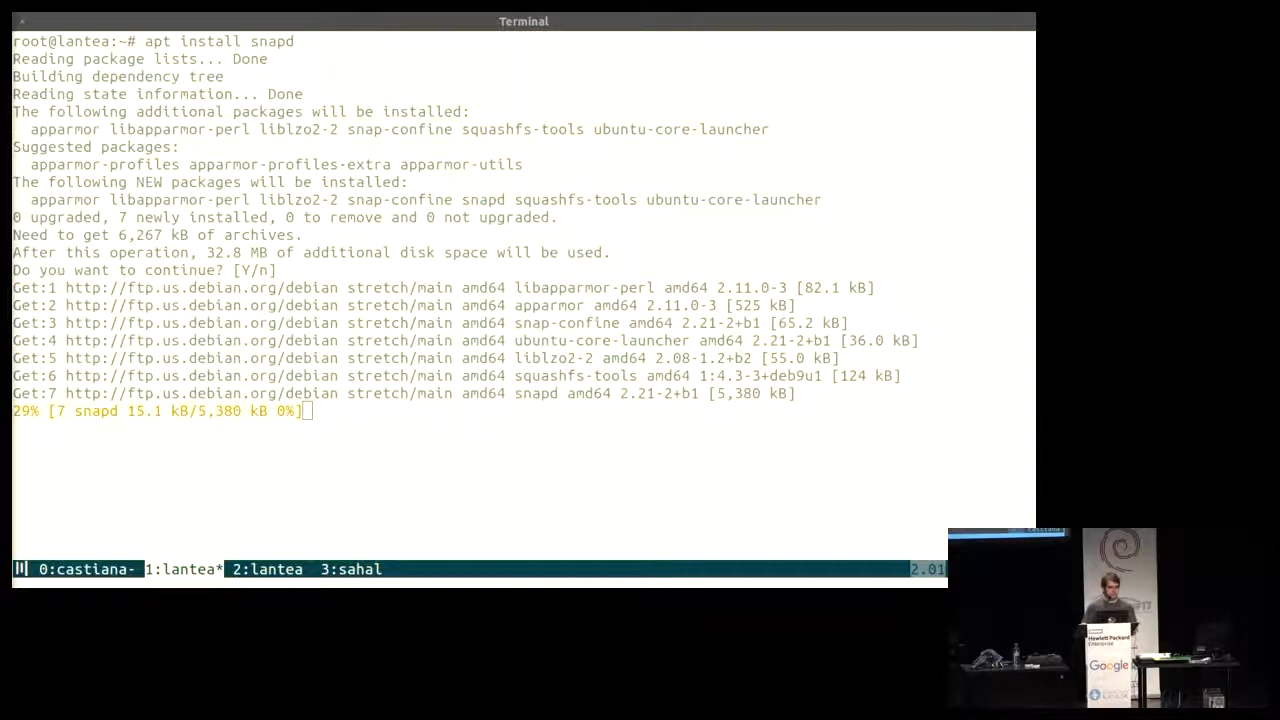 Terminal
root@lantea:~# apt install snapd
Reading package lists... Done
Building dependency tree
Reading state information... Done
The following additional packages will be installed:
  apparmor libapparmor-perl liblzo2-2 snap-confine squashfs-tools ubuntu-core-launcher
Suggested packages:
  apparmor-profiles apparmor-profiles-extra apparmor-utils
The following NEW packages will be installed:
  apparmor libapparmor-perl liblzo2-2 snap-confine snapd squashfs-tools ubuntu-core-launcher
0 upgraded, 7 newly installed, 0 to remove and 0 not upgraded.
Need to get 6,267 kB of archives.
After this operation, 32.8 MB of additional disk space will be used.
Do you want to continue? [Y/n]
Get:1 http://ftp.us.debian.org/debian stretch/main amd64 libapparmor-perl amd64 2.11.0-3 [82.1 kB]
Get:2 http://ftp.us.debian.org/debian stretch/main amd64 apparmor amd64 2.11.0-3 [525 kB]
Get:3 http://ftp.us.debian.org/debian stretch/main amd64 snap-confine amd64 2.21-2+b1 [65.2 kB]
Get:4 http://ftp.us.debian.org/debian stretch/main amd64 ubuntu-core-launcher amd64 2.21-2+b1 [36.0 kB]
Get:5 http://ftp.us.debian.org/debian stretch/main amd64 liblzo2-2 amd64 2.08-1.2+b2 [55.0 kB]
Get:6 http://ftp.us.debian.org/debian stretch/main amd64 squashfs-tools amd64 1:4.3-3+deb9u1 [124 kB]
Get:7 http://ftp.us.debian.org/debian stretch/main amd64 snapd amd64 2.21-2+b1 [5,380 kB]
29% [7 snapd 15.1 kB/5,380 kB 0%]
0:castiana- 1:lantea* 2:lantea 3:sahal 2.01
Hewlett Packard
Enterprise
Google